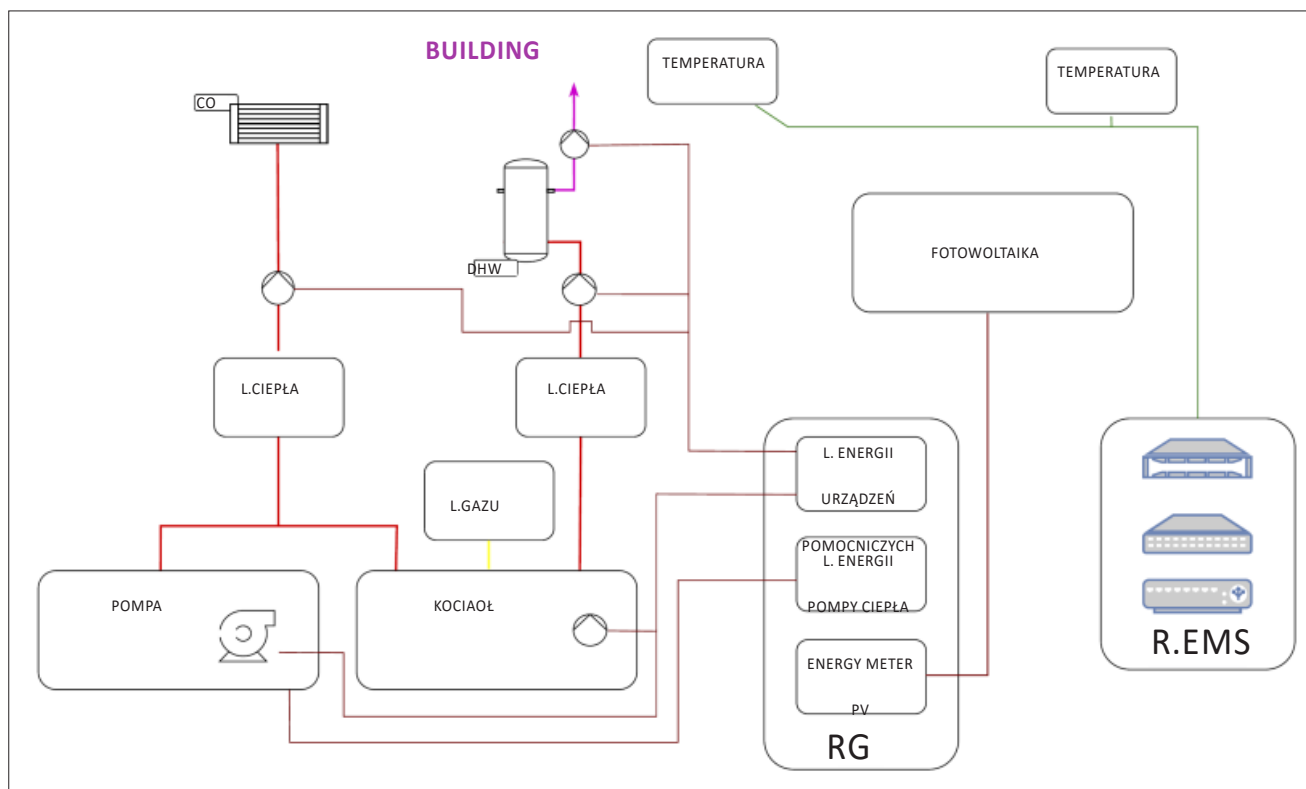 BUILDING
TEMPERATURA
TEMPERATURA
CO
DHW
FOTOWOLTAIKA
L.CIEPŁA
L.CIEPŁA
L. ENERGII
URZĄDZEŃ
POMOCNICZYCH
L.GAZU
L. ENERGII
POMPY CIEPŁA
POMPA
KOCIAOŁ
ENERGY METER
PV
RG
R.EMS